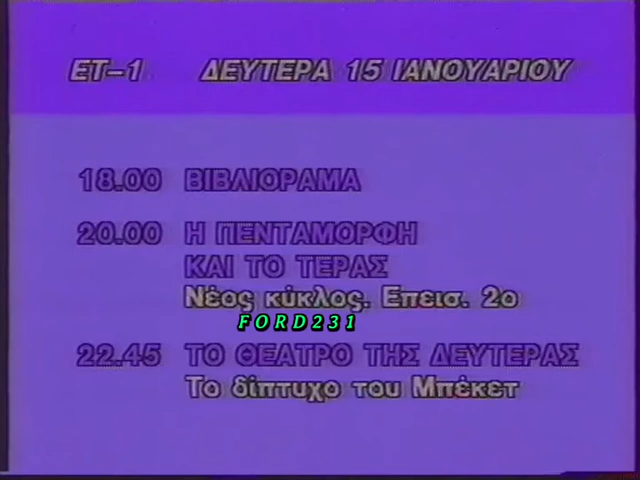 ΕΤ-1 ΔΕΥΤΕΡΑ 15 ΙΑΝΟΥΑΡΙΟΥ
18.00 ΒΙΒΛΙΟΡΑΜΑ
20.00 Η ΠΕΝΤΑΜΟΡΦΗ
ΚΑΙ ΤΟ ΤΕΡΑΣ
Νέος κύκλος. Επεισ. 2ο
FORD231
22.45 ΤΟ ΘΕΑΤΡΟ ΤΗΣ ΔΕΥΤΕΡΑΣ
Το δίπτυχο του Μπέκετ